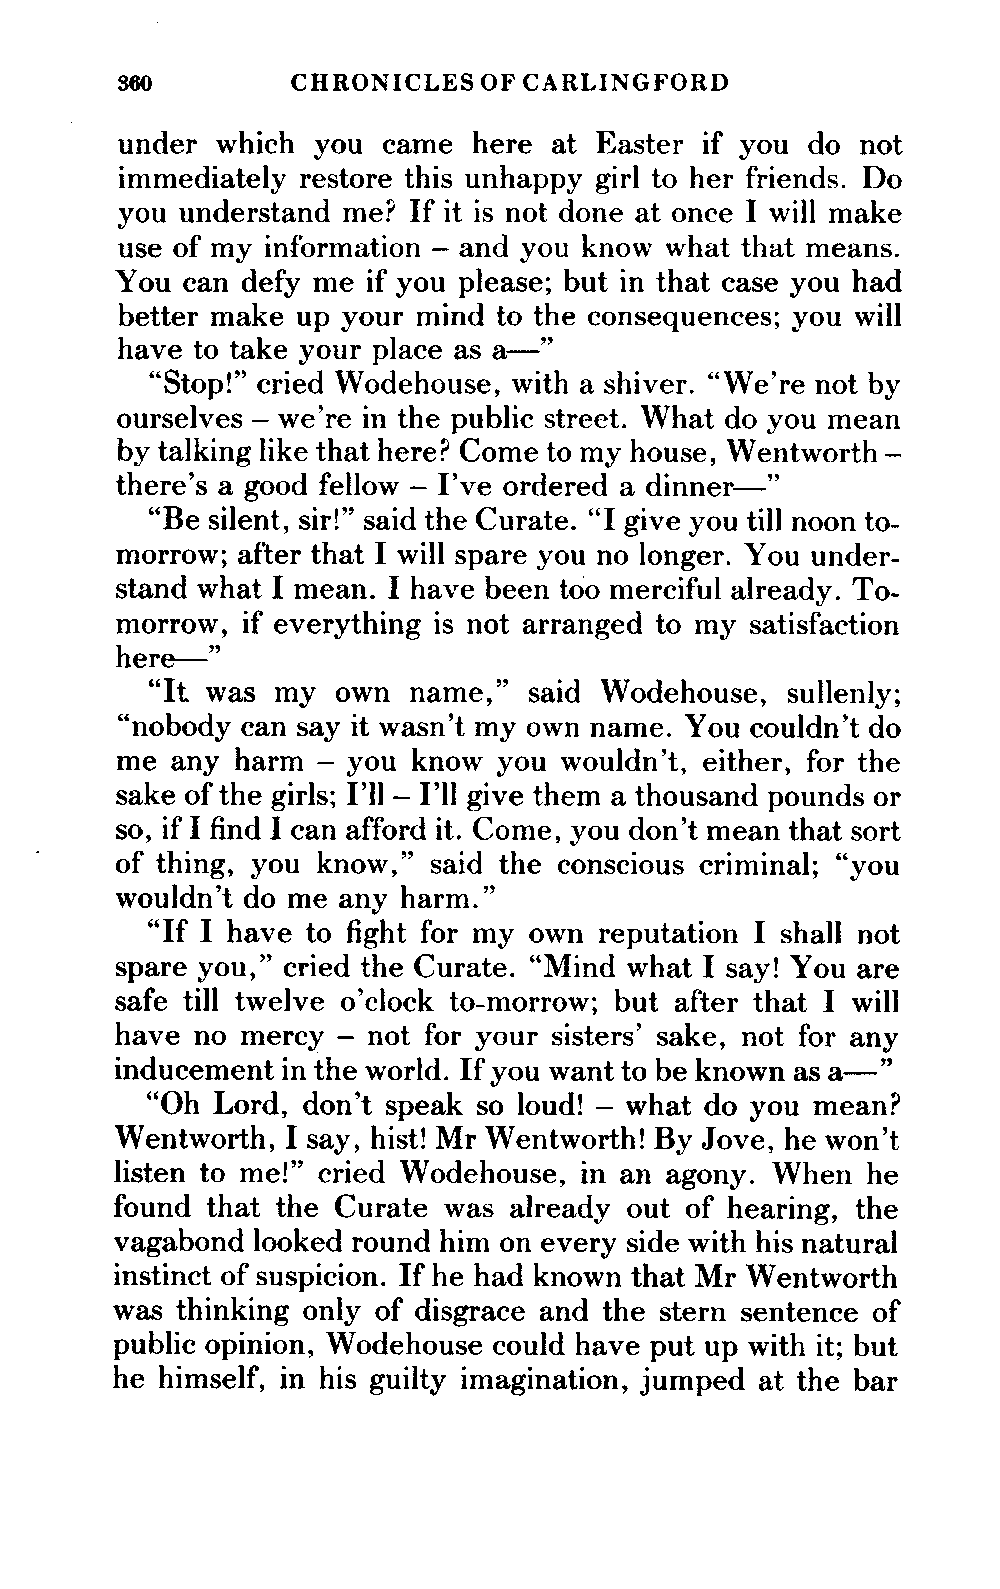 360 CHRONICLES OF CARLINGFORD
under which you came here at Easter if you do not
immediately restore this unhappy girl to her friends. Do
you understand me? If it is not done at once I will make
use of my information – and you know what that means.
You can defy me if you please; but in that case you had
better make up your mind to the consequences; you will
have to take your place as a—”
“Stop!” cried Wodehouse, with a shiver. “We’re not by
ourselves – we’re in the public street. What do you mean
by talking like that here? Come to my house, Wentworth –
there’s a good fellow – I’ve ordered a dinner—”
“Be silent, sir!” said the Curate. “I give you till noon to-
morrow; after that I will spare you no longer. You under-
stand what I mean. I have been too merciful already. To-
morrow, if everything is not arranged to my satisfaction
here—”
“It was my own name,” said Wodehouse, sullenly;
“nobody can say it wasn’t my own name. You couldn’t do
me any harm – you know you wouldn’t, either, for the
sake of the girls; I’ll – I’ll give them a thousand pounds or
so, if I find I can afford it. Come, you don’t mean that sort
of thing, you know,” said the conscious criminal; “you
wouldn’t do me any harm.”
“If I have to fight for my own reputation I shall not
spare you,” cried the Curate. “Mind what I say! You are
safe till twelve o’clock to-morrow; but after that I will
have no mercy – not for your sisters’ sake, not for any
inducement in the world. If you want to be known as a—”
“Oh Lord, don’t speak so loud! – what do you mean?
Wentworth, I say, hist! Mr Wentworth! By Jove, he won’t
listen to me!” cried Wodehouse, in an agony. When he
found that the Curate was already out of hearing, the
vagabond looked round him on every side with his natural
instinct of suspicion. If he had known that Mr Wentworth
was thinking only of disgrace and the stern sentence of
public opinion, Wodehouse could have put up with it; but
he himself, in his guilty imagination, jumped at the bar